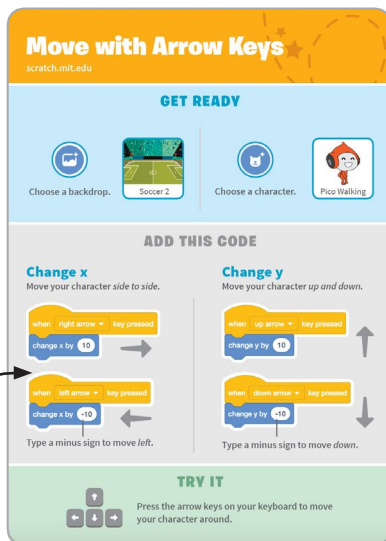 Move with Arrow Keys
scratch.mit.edu
GET READY
Choose a backdrop.
Soccer 2
Choose a character.
Pico Walking
ADD THIS CODE
Change x
Move your character side to side.
when right arrow key pressed
change x by 10
when left arrow key pressed
change x by -10
Type a minus sign to move left.
Change y
Move your character up and down.
when up arrow key pressed
change y by 10
when down arrow key pressed
change y by -10
Type a minus sign to move down.
TRY IT
Press the arrow keys on your keyboard to move
your character around.